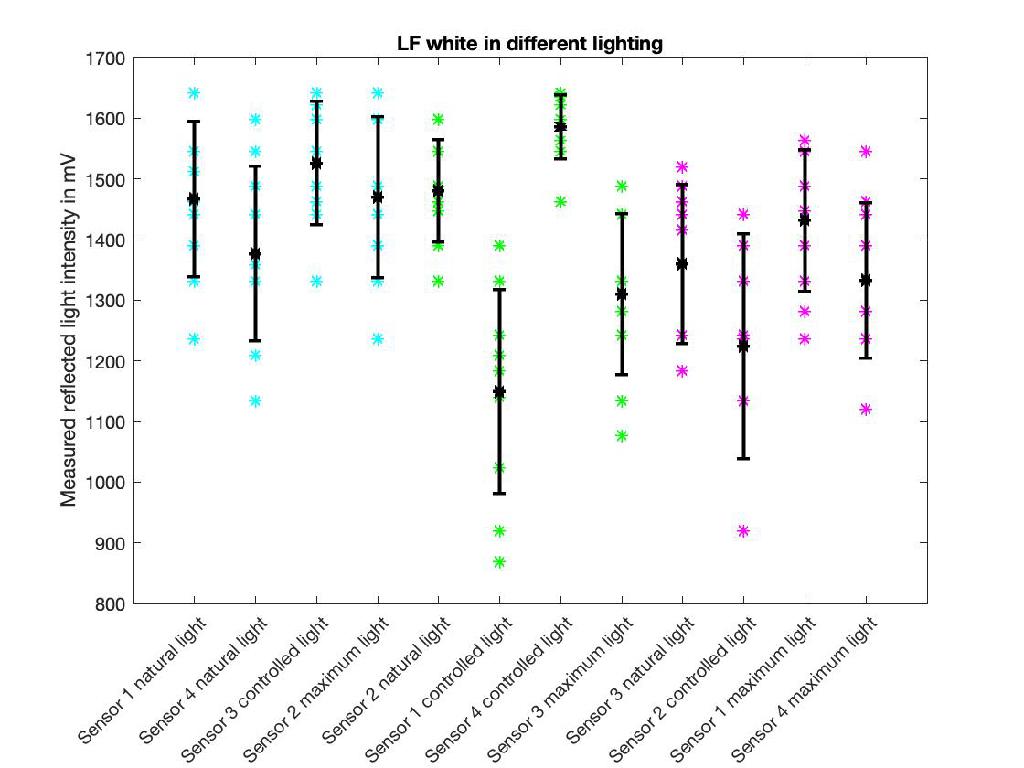 LF white in different lighting
Measured reflected light intensity in mV
1700
1600
1500
1400
1300
1200
1100
1000
900
800
Sensor 1 natural light
Sensor 4 natural light
Sensor 3 controlled light
Sensor 2 maximum light
Sensor 2 natural light
Sensor 1 controlled light
Sensor 4 controlled light
Sensor 3 maximum light
Sensor 3 natural light
Sensor 2 controlled light
Sensor 1 maximum light
Sensor 4 maximum light